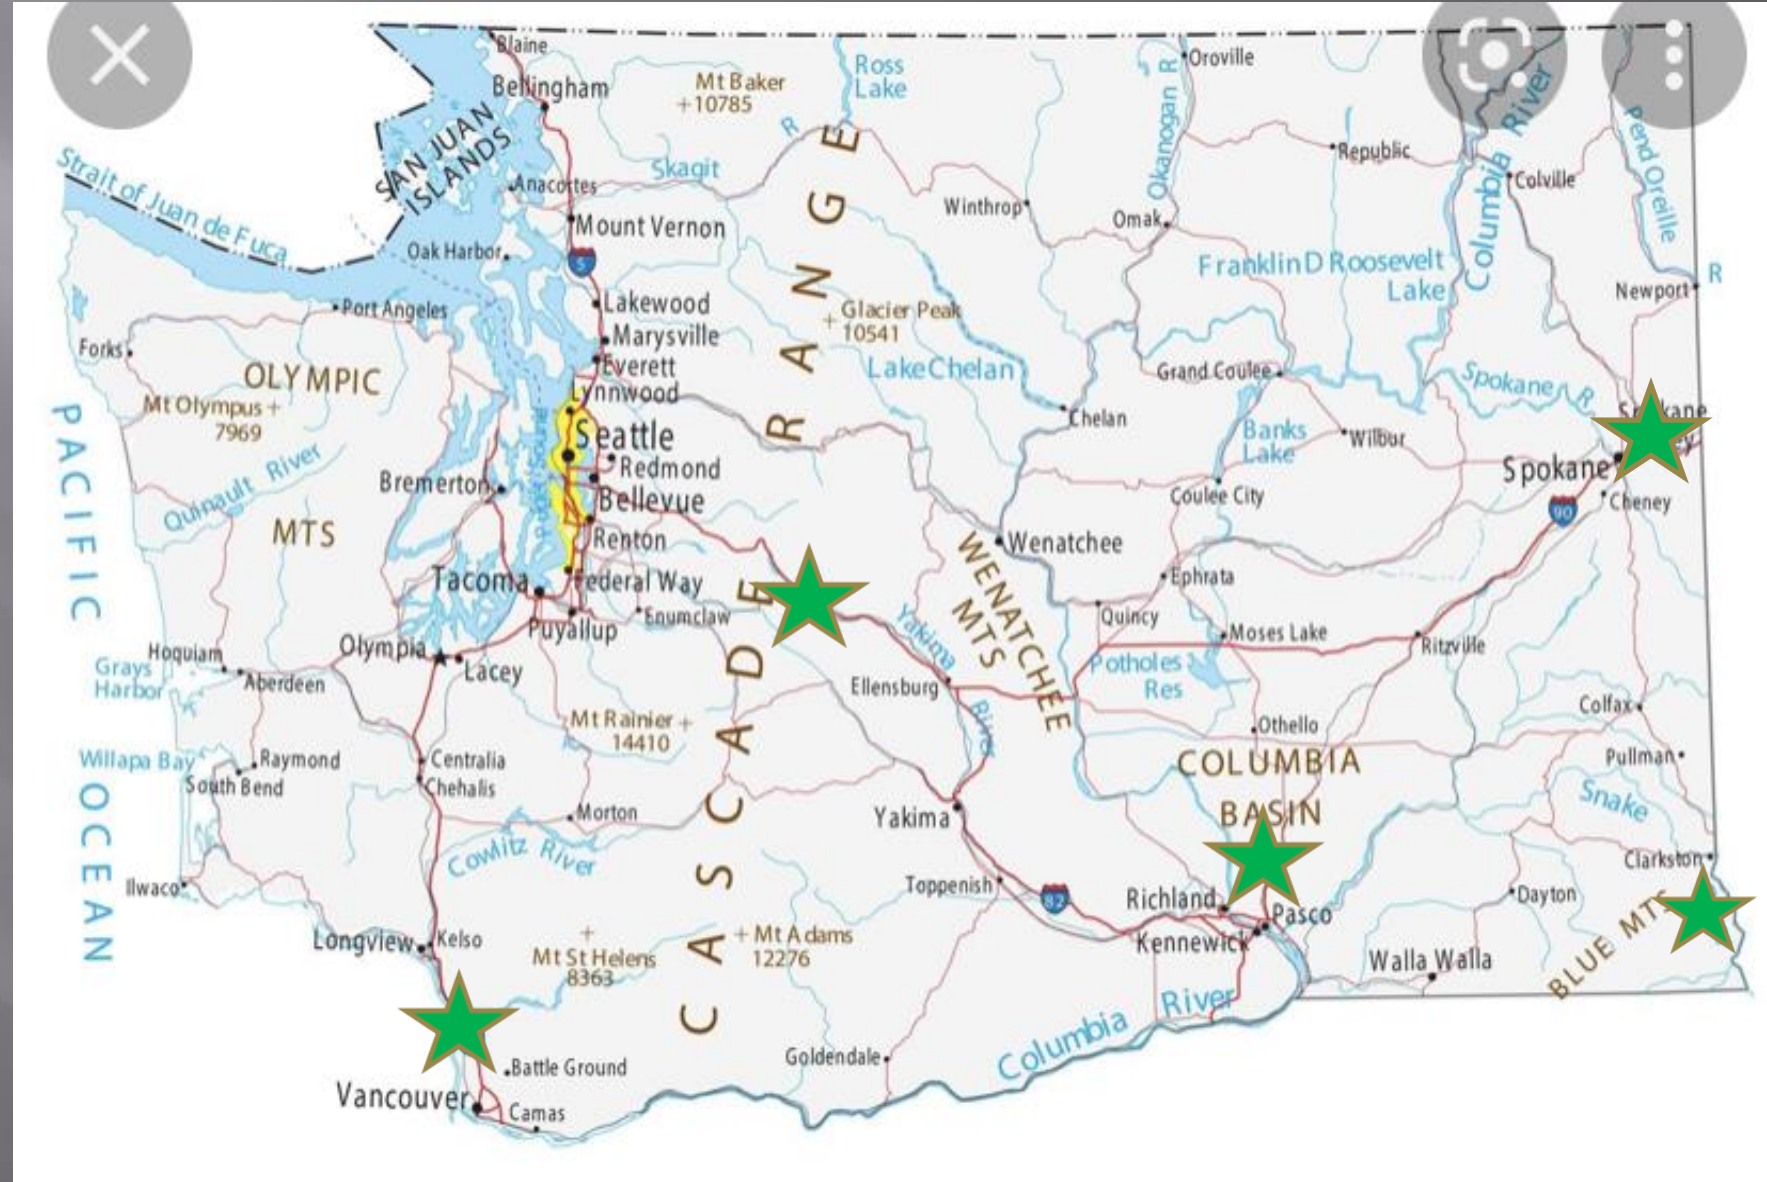 Blaine
Bellingham
Mt Baker
+10785
Ross
Lake
Okanogan R
Oroville
Columbia River
Pend Oreille
R
SAN JUAN
ISLANDS
Strait of Juan de Fuca
Skagit
R
Anacortes
Republic
Colville
Winthrop
Omak
Mount Vernon
Oak Harbor
5
Franklin D Roosevelt
Lake
Newport
Port Angeles
Lakewood
Glacier Peak
10541
Marysville
Forks
Everett
OLYMPIC
Lynnwood
Lake Chelan
Grand Coulee
Spokane R
Mt Olympus +
7969
Chelan
Seattle
Banks
Lake
Wilbur
Redmond
Spokane
Quinault River
Bremerton
Puget Sound
Bellevue
Coulee City
Cheney
90
MTS
Renton
Wenatchee
WENATCHEE
MTS
Tacoma
Federal Way
Ephrata
Enumclaw
Quincy
Puyallup
Moses Lake
Ritzville
Olympia
Lacey
Hoquiam
Grays
Harbor
Aberdeen
Yakima
River
Potholes
Res
Ellensburg
Mt Rainier +
14410
Othello
Colfax
CASCADE RANGE
Willapa Bay
Raymond
South Bend
Centralia
Chehalis
COLUMBIA
BASIN
Pullman
Snake
Morton
Yakima
Cowlitz River
Clarkston
Ilwaco
Toppenish
82
Richland
Pasco
Dayton
BLUE MTS
Longview
Kelso
Mt St Helens
8363
+ Mt Adams
12276
Kennewick
Walla Walla
PACIFIC OCEAN
Columbia River
Battle Ground
Goldendale
Vancouver
Camas